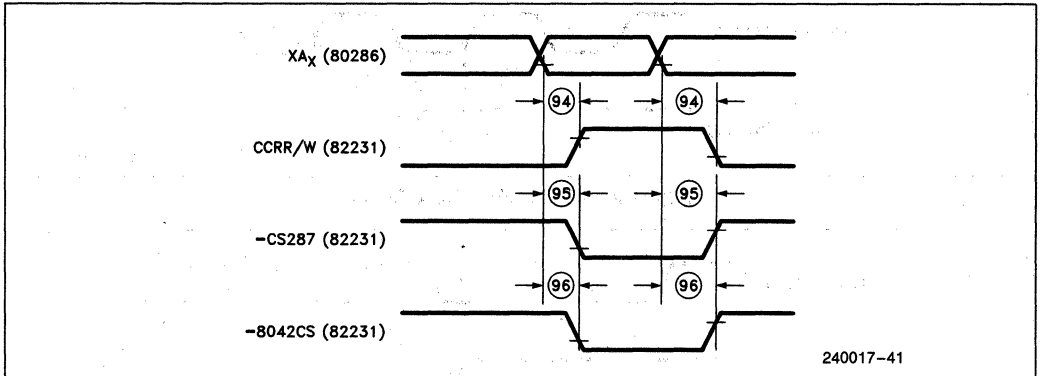 XAX (80286)
94 94
CCRR/W (82231)
95 95
-CS287 (82231)
96 96
-8042CS (82231)
240017-41